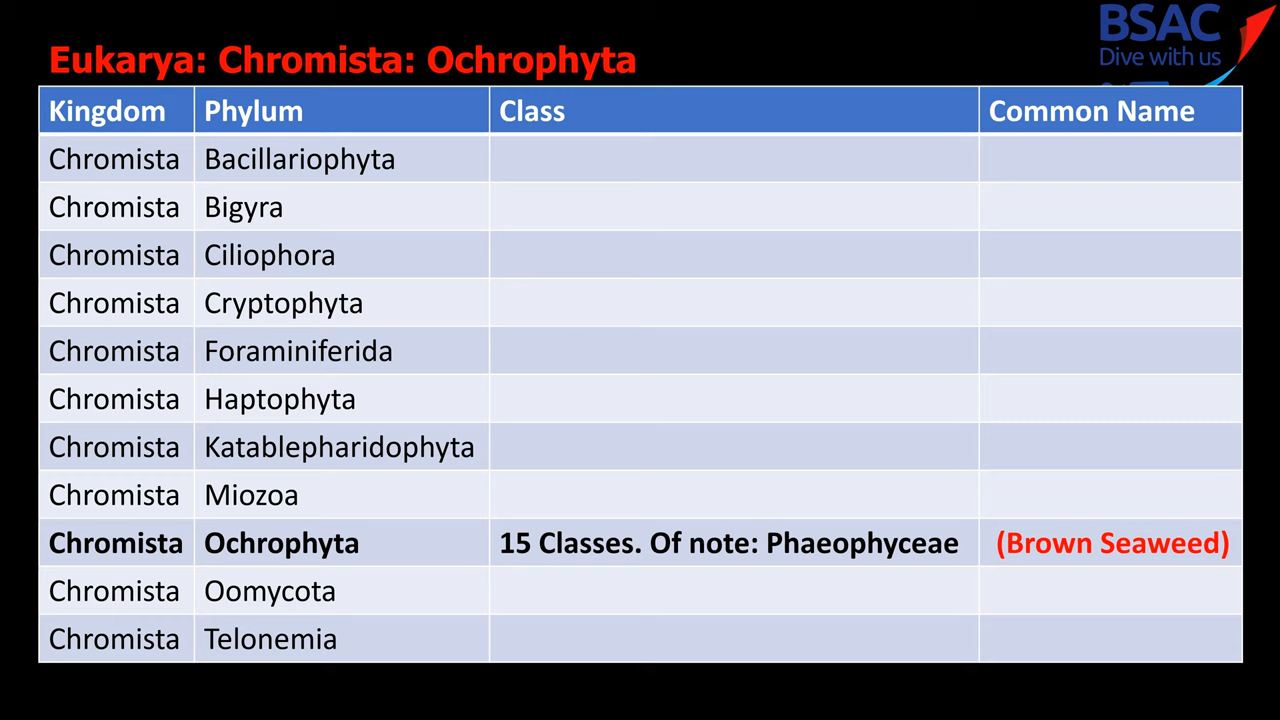 BSAC
Dive with us
Eukarya: Chromista: Ochrophyta
Kingdom Phylum Class Common Name
Chromista Bacillariophyta
Chromista Bigyra
Chromista Ciliophora
Chromista Cryptophyta
Chromista Foraminiferida
Chromista Haptophyta
Chromista Katablepharidophyta
Chromista Miozoa
Chromista Ochrophyta 15 Classes. Of note: Phaeophyceae (Brown Seaweed)
Chromista Oomycota
Chromista Telonemia